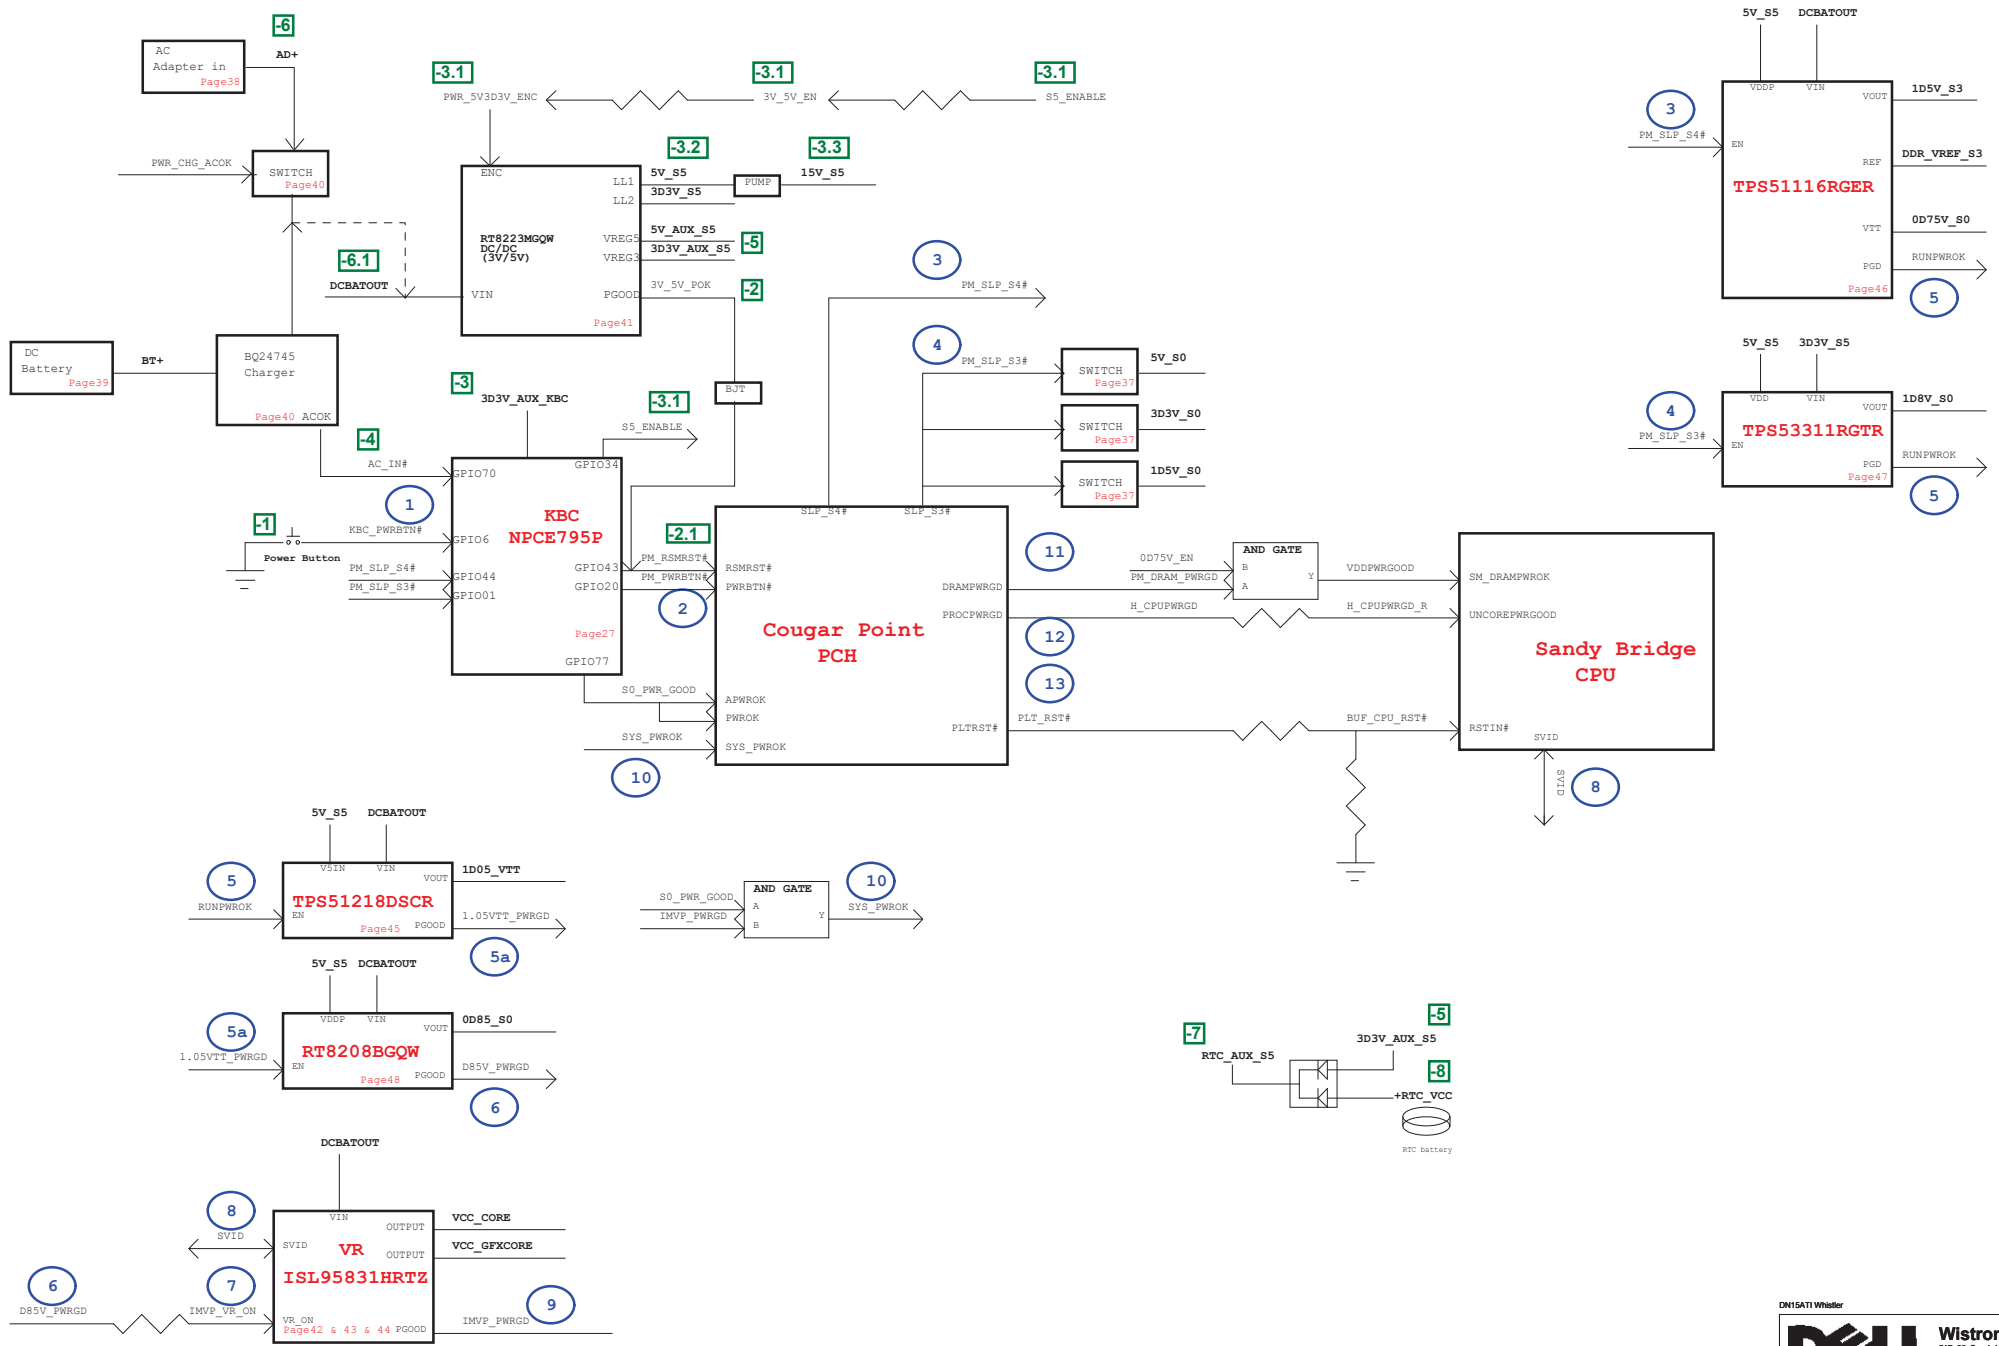 -6
AC
Adapter in
Page38
AD+
PWR_CHG_ACOK
SWITCH
Page40
-6.1
DCBATOUT
DC
Battery
Page39
BT+
BQ24745
Charger
Page40 ACOK
-4
AC_IN#
1
-1
KBC_PWRBTN#
Power Button
PM_SLP_S4#
PM_SLP_S3#
-3.1
PWR_5V3D3V_ENC
-3.1
3V_5V_EN
-3.1
S5_ENABLE
ENC
RT8223MGQW
DC/DC
(3V/5V)
VIN
LL1
LL2
VREG5
VREG3
PGOOD
Page41
-3.2
5V_S5
3D3V_S5
PUMP
-3.3
15V_S5
5V_AUX_S5
3D3V_AUX_S5
-5
3V_5V_POK
-2
BJT
-3
3D3V_AUX_KBC
-3.1
S5_ENABLE
GPIO34
GPIO70
KBC
NPCE795P
GPIO6
GPIO43
GPIO44
GPIO20
GPIO01
Page27
GPIO77
-2.1
PM_RSMRST#
PM_PWRBTN#
2
S0_PWR_GOOD
SYS_PWROK
10
SLP_S4#
SLP_S3#
RSMRST#
PWRBTN#
Cougar Point
PCH
DRAMPWRGD
PROCPWRGD
APWROK
PWROK
SYS_PWROK
PLTRST#
3
PM_SLP_S4#
4
PM_SLP_S3#
SWITCH
Page37
5V_S0
SWITCH
Page37
3D3V_S0
SWITCH
Page37
1D5V_S0
11
0D75V_EN
PM_DRAM_PWRGD
AND GATE
B
A
Y
VDDPWRGOOD
H_CPUPWRGD
12
H_CPUPWRGD_R
13
PLT_RST#
BUF_CPU_RST#
SM_DRAMPWROK
UNCOREPWRGOOD
Sandy Bridge
CPU
RSTIN#
SVID
SVID
8
5V_S5
DCBATOUT
3
PM_SLP_S4#
VDDP
VIN
VOUT
EN
REF
TPS51116RGER
VTT
PGD
Page46
1D5V_S3
DDR_VREF_S3
0D75V_S0
RUNPWROK
5
5V_S5
3D3V_S5
4
PM_SLP_S3#
VDD
VIN
VOUT
TPS53311RGTR
EN
PGD
Page47
1D8V_S0
RUNPWROK
5
5V_S5
DCBATOUT
5
RUNPWROK
V5IN
VIN
VOUT
TPS51218DSCR
EN
Page45
PGOOD
1D05_VTT
1.05VTT_PWRGD
5a
S0_PWR_GOOD
IMVP_PWRGD
AND GATE
A
B
Y
10
SYS_PWROK
5V_S5
DCBATOUT
5a
1.05VTT_PWRGD
VDDP
VIN
VOUT
RT8208BGQW
EN
Page48
PGOOD
0D85_S0
D85V_PWRGD
6
-7
RTC_AUX_S5
-5
3D3V_AUX_S5
-8
+RTC_VCC
RTC battery
DCBATOUT
8
SVID
6
D85V_PWRGD
7
IMVP_VR_ON
VIN
OUTPUT
SVID
VR
OUTPUT
ISL95831HRTZ
VR_ON
Page42 & 43 & 44
PGOOD
VCC_CORE
VCC_GFXCORE
9
IMVP_PWRGD
DN15ATI Whistler
DELL
Wistron